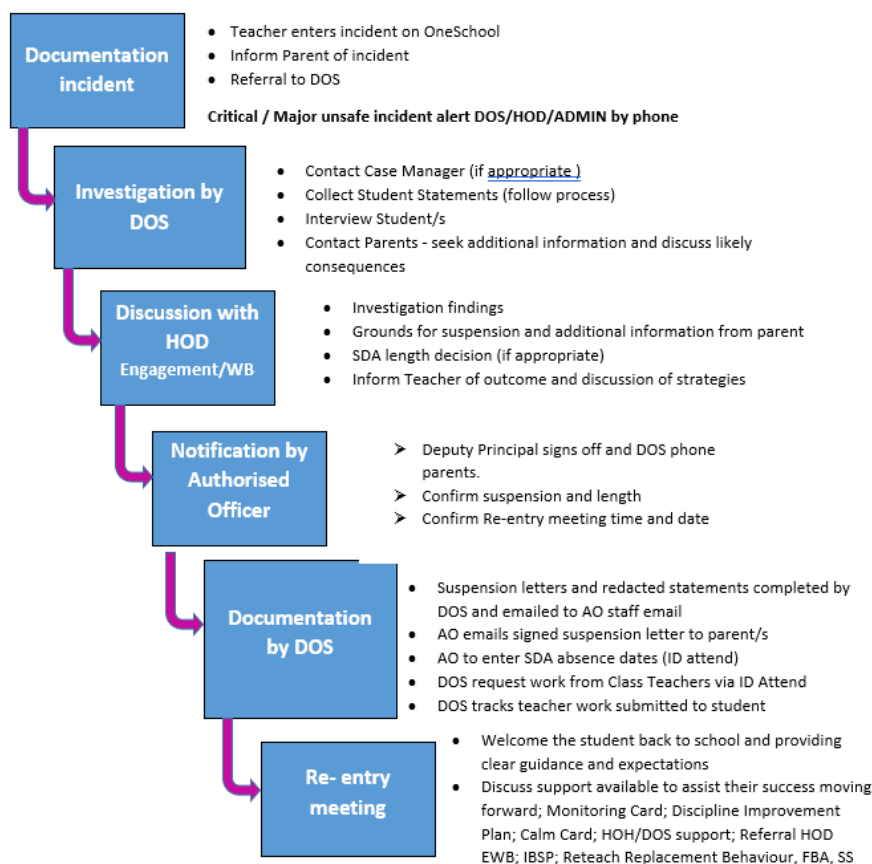 Documentation
incident
• Teacher enters incident on OneSchool
• Inform Parent of incident
• Referral to DOS
Critical / Major unsafe incident alert DOS/HOD/ADMIN by phone
Investigation by
DOS
• Contact Case Manager (if appropriate )
• Collect Student Statements (follow process)
• Interview Student/s
• Contact Parents - seek additional information and discuss likely
consequences
Discussion with
HOD
Engagement/WB
• Investigation findings
• Grounds for suspension and additional information from parent
• SDA length decision (if appropriate)
• Inform Teacher of outcome and discussion of strategies
Notification by
Authorised
Officer
➤ Deputy Principal signs off and DOS phone
parents.
➤ Confirm suspension and length
➤ Confirm Re-entry meeting time and date
Documentation
by DOS
• Suspension letters and redacted statements completed by
DOS and emailed to AO staff email
• AO emails signed suspension letter to parent/s
• AO to enter SDA absence dates (ID attend)
• DOS request work from Class Teachers via ID Attend
• DOS tracks teacher work submitted to student
Re- entry
meeting
• Welcome the student back to school and providing
clear guidance and expectations
• Discuss support available to assist their success moving
forward; Monitoring Card; Discipline Improvement
Plan; Calm Card; HOH/DOS support; Referral HOD
EWB; IBSP; Reteach Replacement Behaviour, FBA, SS